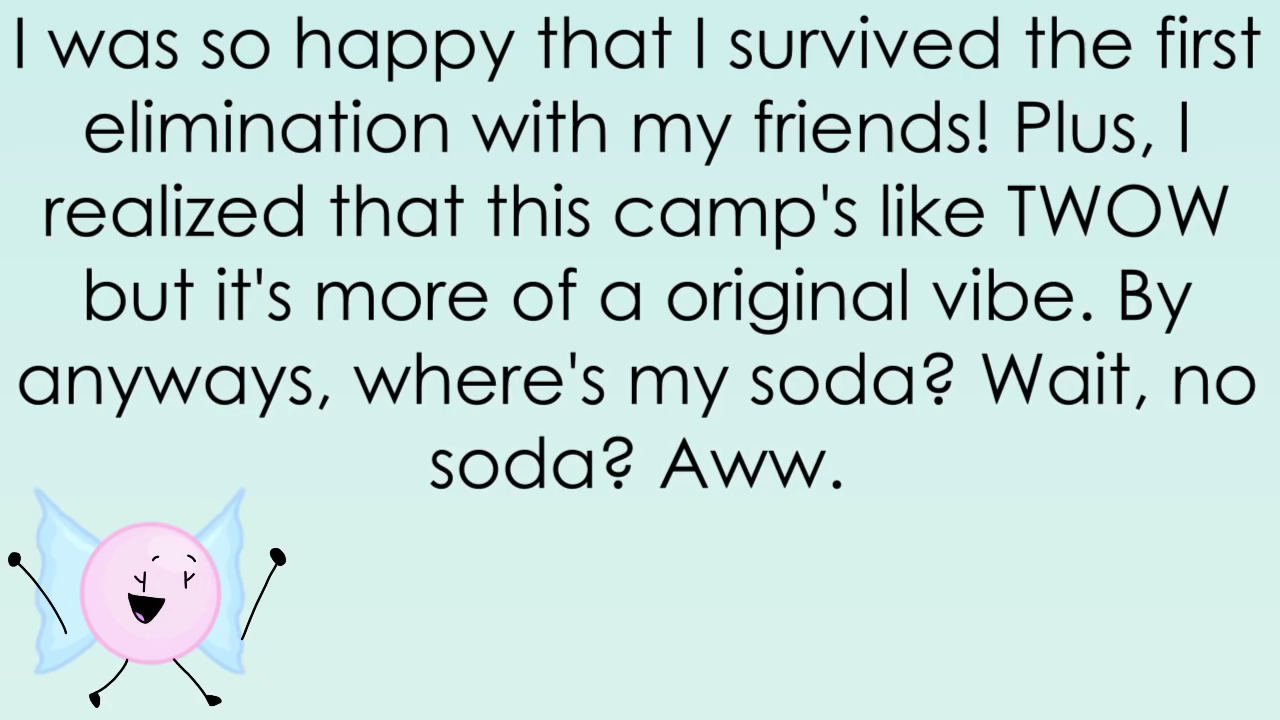 I was so happy that I survived the first
elimination with my friends! Plus, I
realized that this camp's like TWOW
but it's more of a original vibe. By
anyways, where's my soda? Wait, no
soda? Aww.